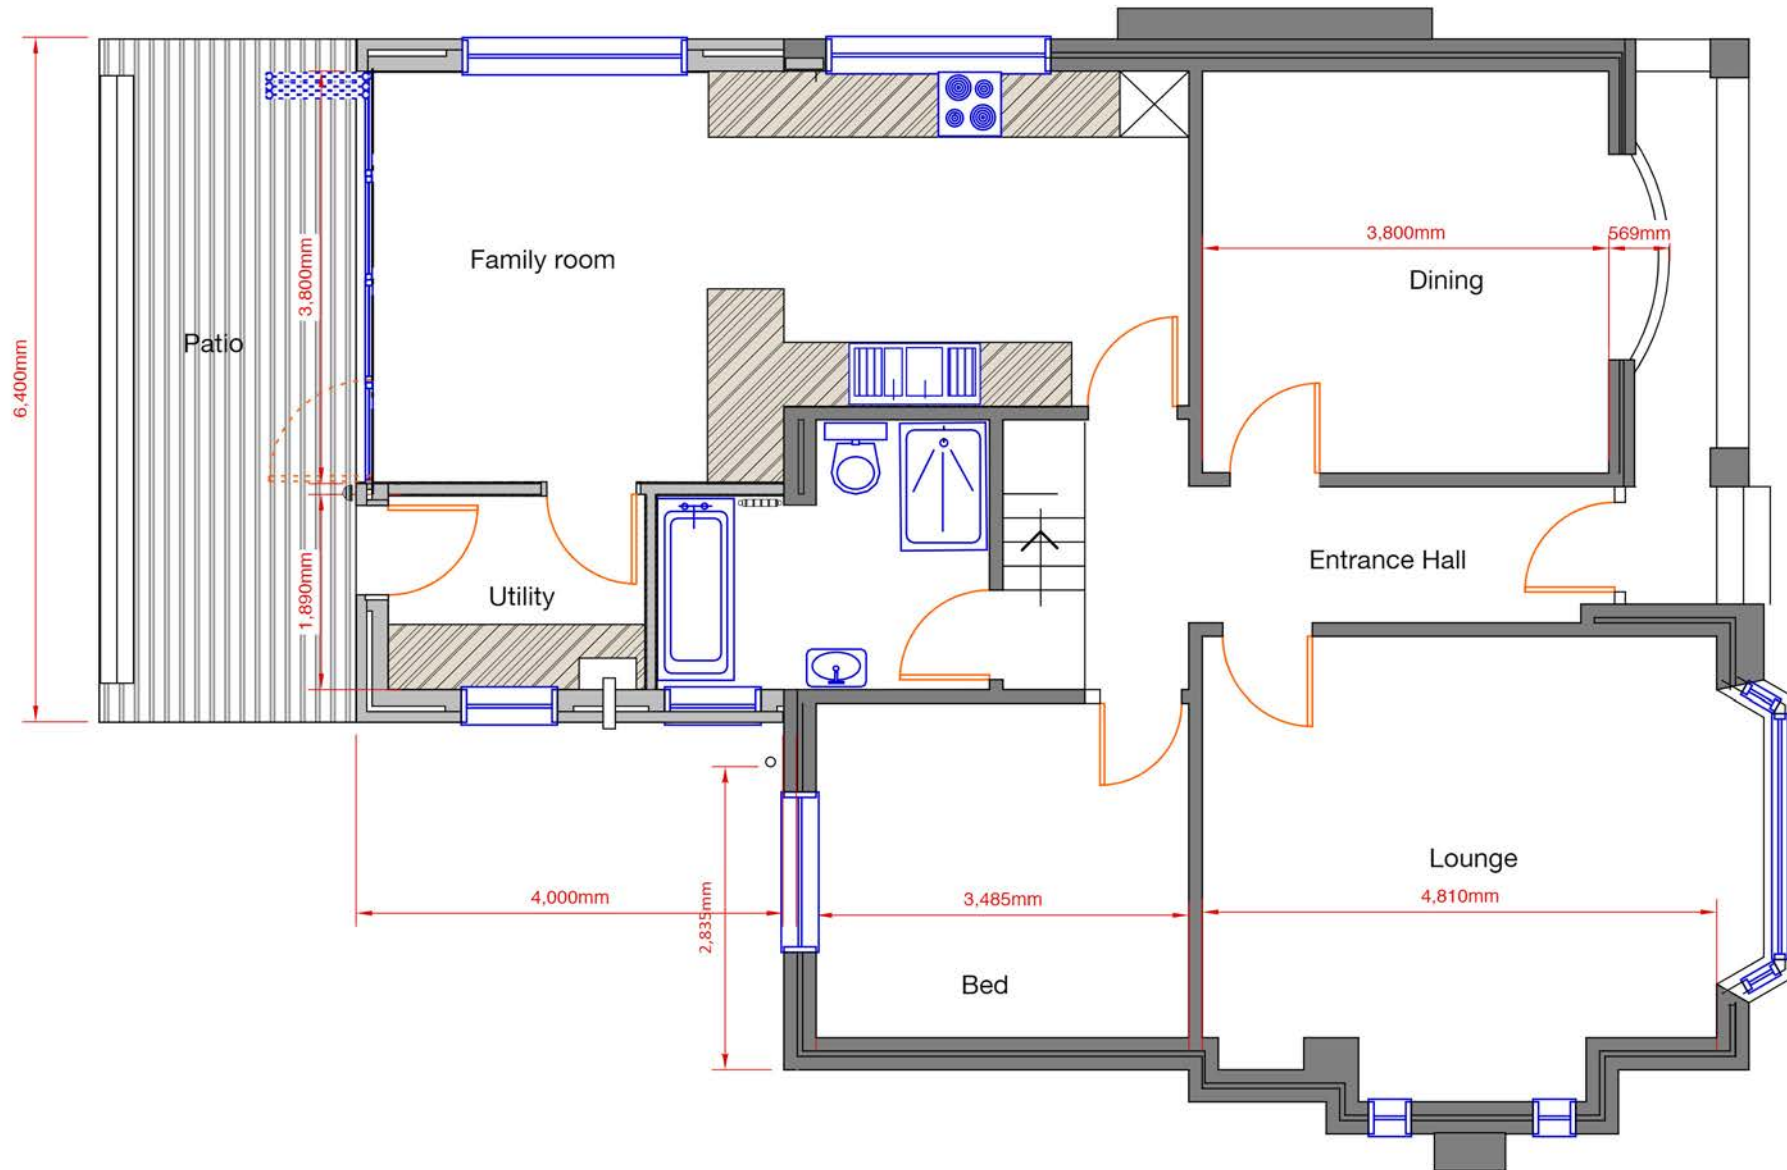 Family room
3,800mm
569mm
Dining
3,800mm
Patio
6,400mm
Entrance Hall
1,890mm
Utility
Lounge
4,000mm
2,835mm
3,485mm
4,810mm
Bed